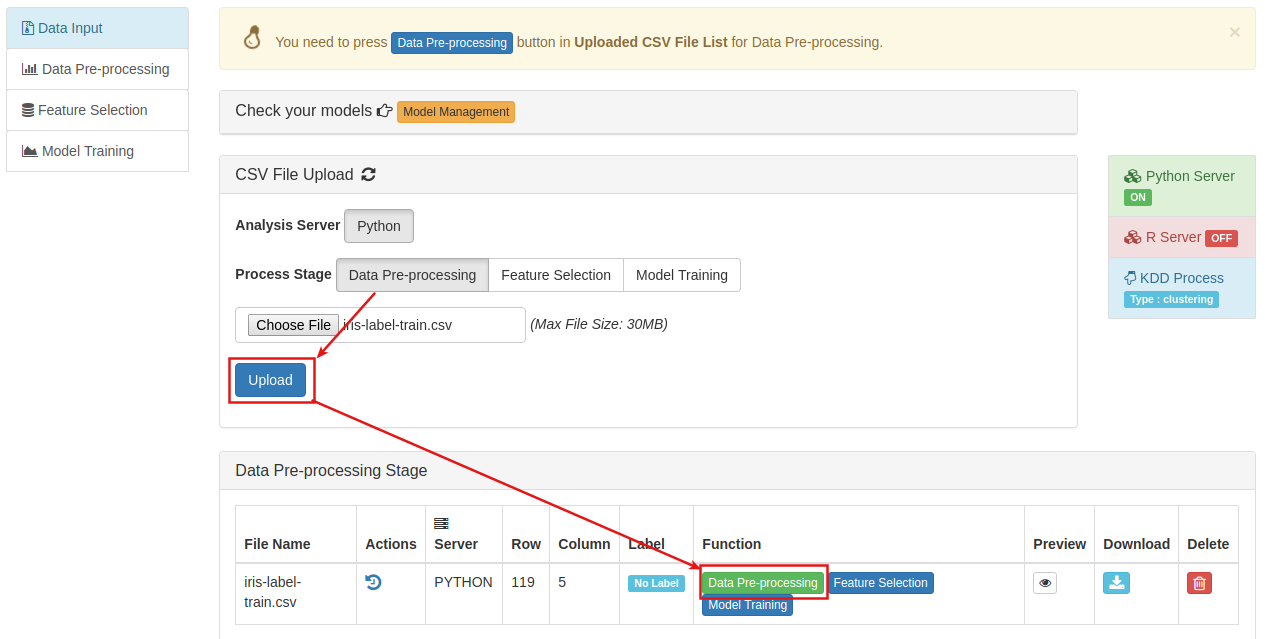 Data Input
Data Pre-processing
Feature Selection
Model Training
You need to press Data Pre-processing button in Uploaded CSV File List for Data Pre-processing.
×
Check your models Model Management
CSV File Upload
Analysis Server Python
Process Stage Data Pre-processing Feature Selection Model Training
Choose File iris-label-train.csv (Max File Size: 30MB)
Upload
Python Server
ON
R Server OFF
KDD Process
Type : clustering
Data Pre-processing Stage
File Name Actions Server Row Column Label Function Preview Download Delete
iris-label- PYTHON 119 5 No Label Data Pre-processing Feature Selection
train.csv Model Training